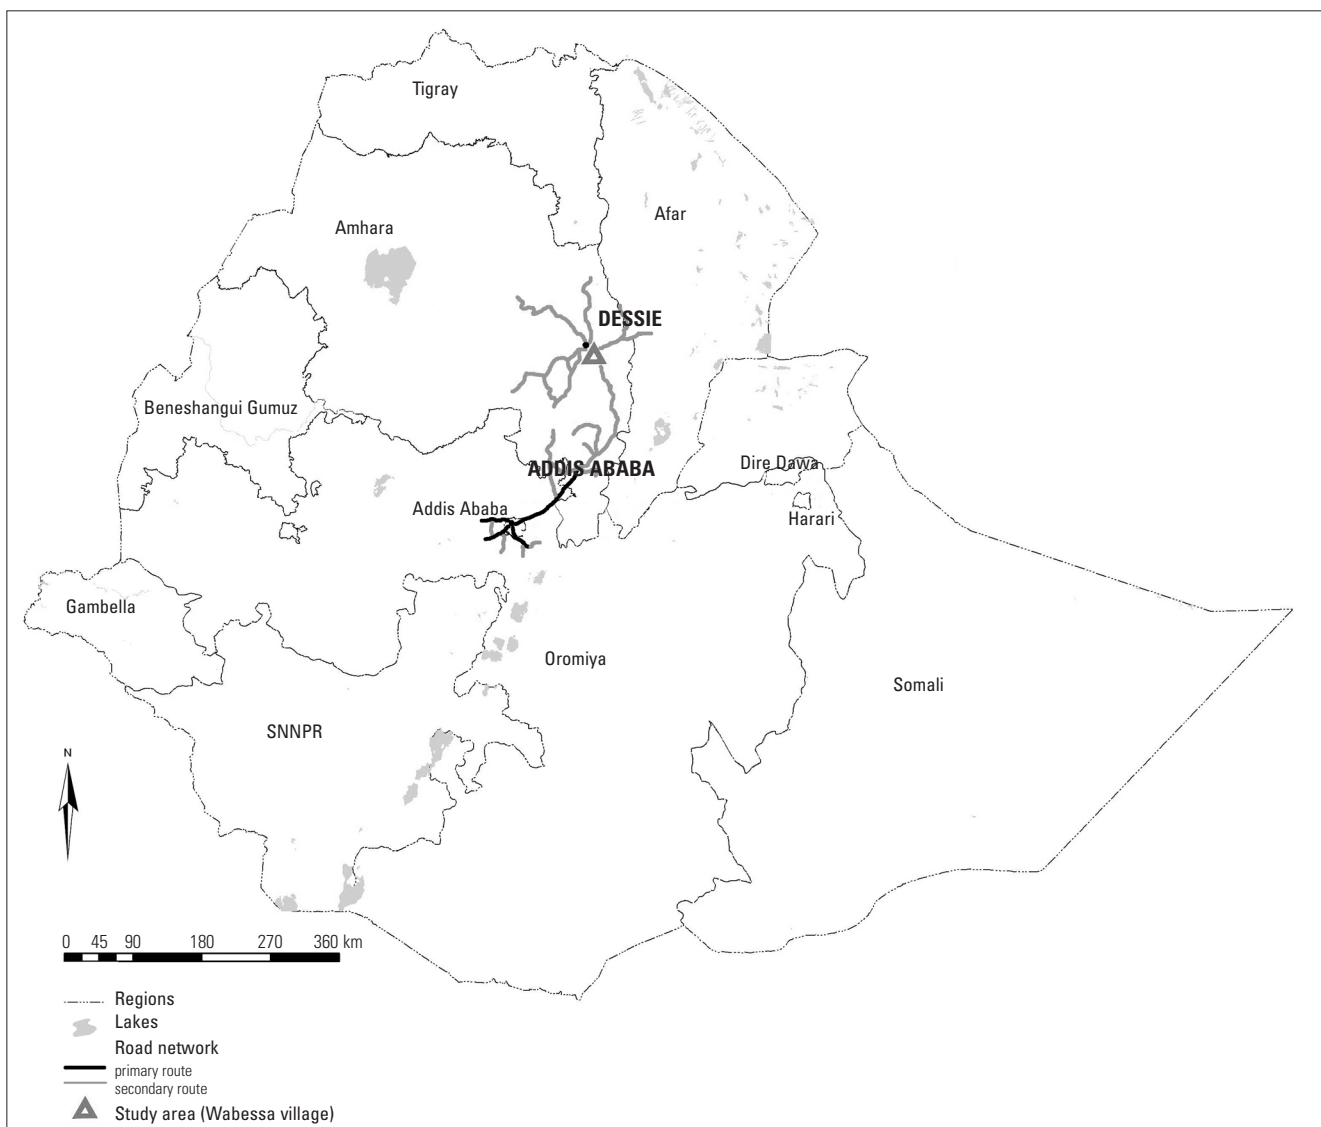 Tigray
Afar
Amhara
DESSIE
Beneshangui Gumuz
ADDIS ABABA
Dire Dawa
Addis Ababa
Harari
Gambella
Oromiya
Somali
SNNPR
N
0 45 90 180 270 360 km
Regions
Lakes
Road network
primary route
secondary route
Study area (Wabessa village)